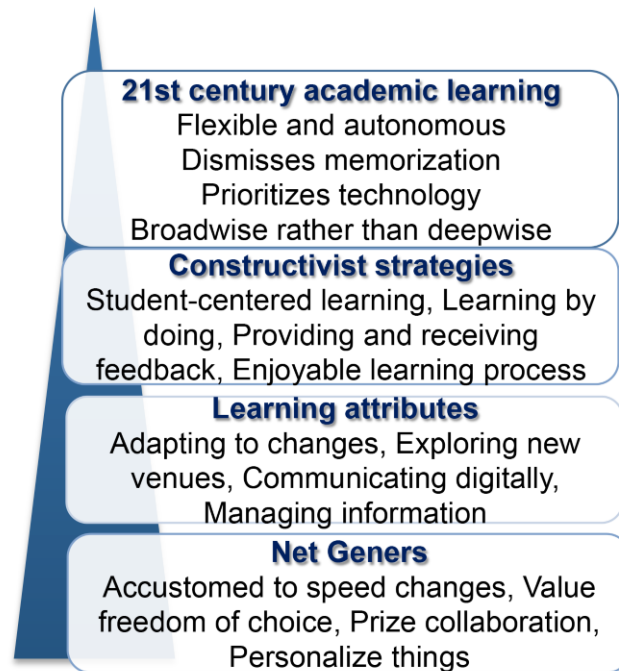 21st century academic learning
Flexible and autonomous
Dismisses memorization
Prioritizes technology
Broadwise rather than deepwise
Constructivist strategies
Student-centered learning, Learning by
doing, Providing and receiving
feedback, Enjoyable learning process
Learning attributes
Adapting to changes, Exploring new
venues, Communicating digitally,
Managing information
Net Geners
Accustomed to speed changes, Value
freedom of choice, Prize collaboration,
Personalize things